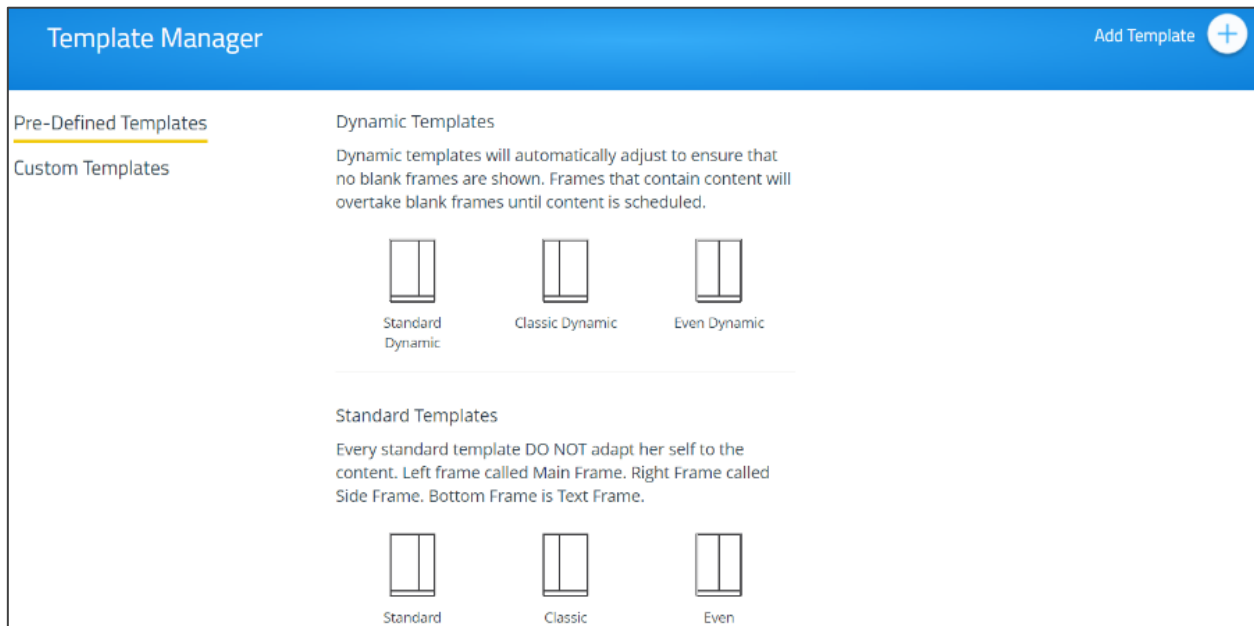 Template Manager
Add Template
Pre-Defined Templates
Custom Templates
Dynamic Templates
Dynamic templates will automatically adjust to ensure that
no blank frames are shown. Frames that contain content will
overtake blank frames until content is scheduled.
Standard
Dynamic
Classic Dynamic
Even Dynamic
Standard Templates
Every standard template DO NOT adapt her self to the
content. Left frame called Main Frame. Right Frame called
Side Frame. Bottom Frame is Text Frame.
Standard
Classic
Even